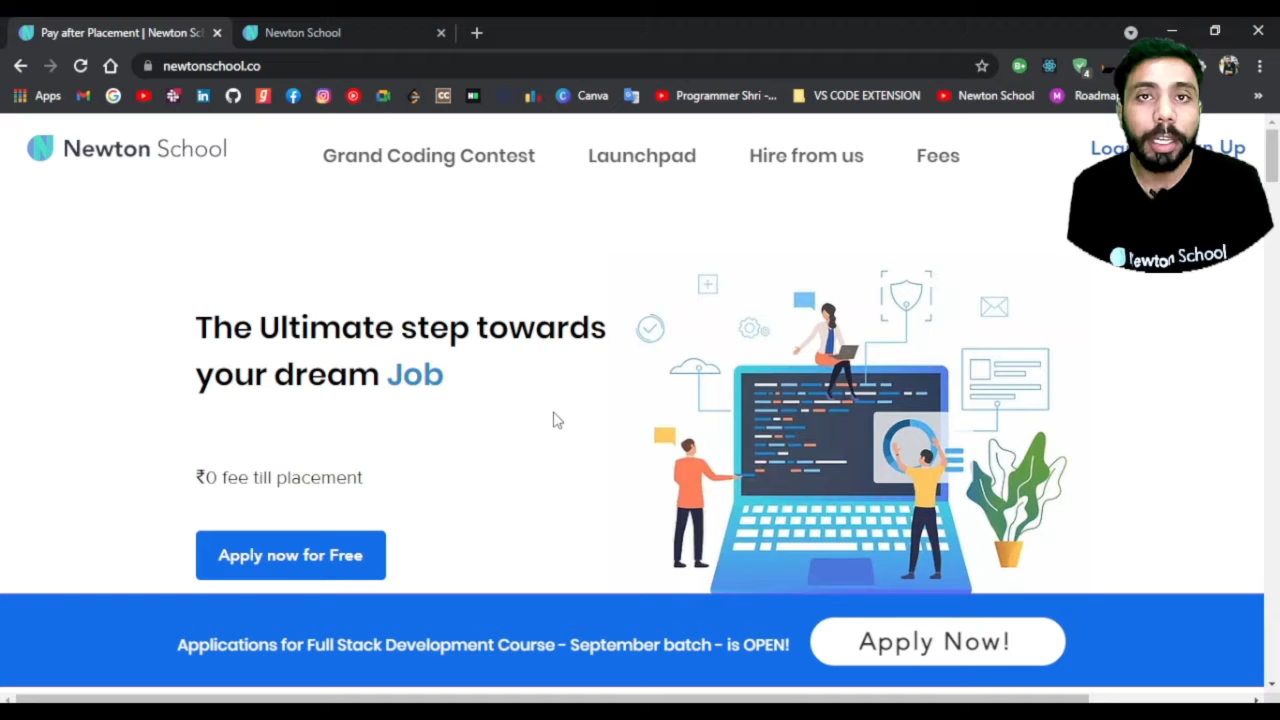 Pay after Placement | Newton Sc
Newton School
newtonschool.co
4
Apps
Canva
Programmer Shri -...
VS CODE EXTENSION
Newton School
Roadmap
Newton School
Grand Coding Contest
Launchpad
Hire from us
Fees
Up
Newton School
The Ultimate step towards
your dream Job
₹0 fee till placement
Apply now for Free
Applications for Full Stack Development Course - September batch - is OPEN!
Apply Now!